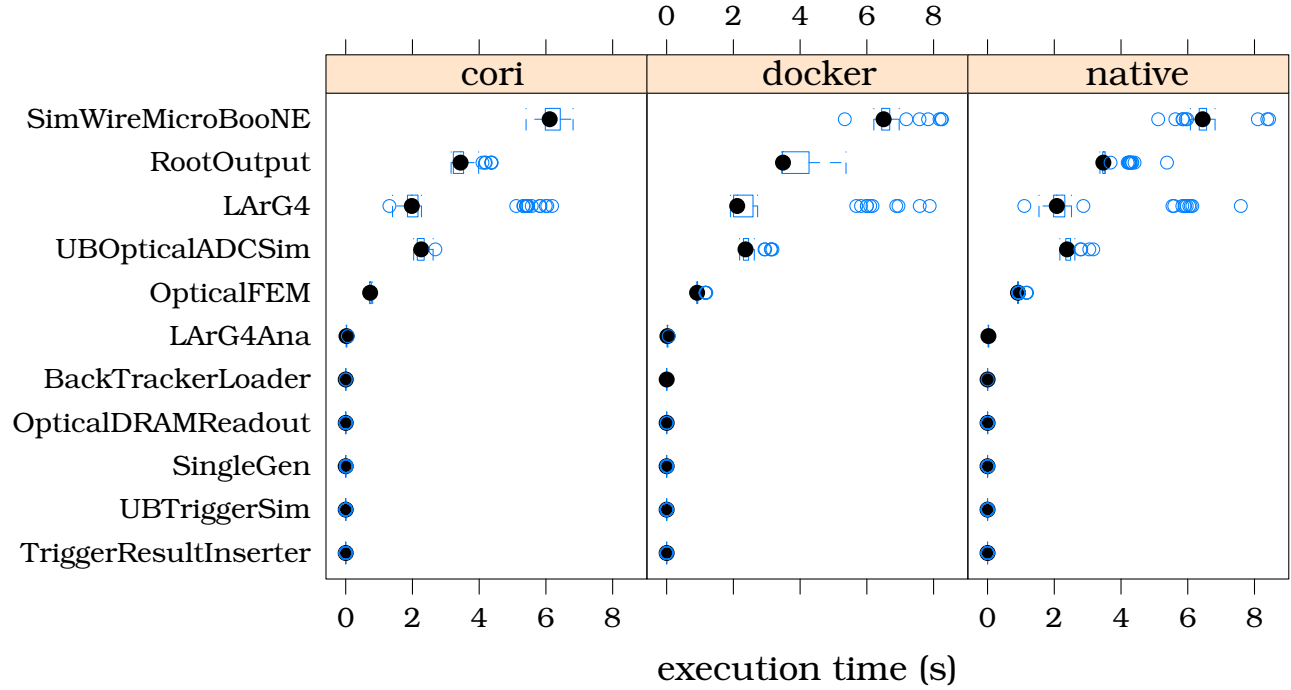 0 2 4 6 8
cori docker native
SimWireMicroBooNE
RootOutput
LArG4
UBOpticalADCSim
OpticalFEM
LArG4Ana
BackTrackerLoader
OpticalDRAMReadout
SingleGen
UBTriggerSim
TriggerResultInserter
0 2 4 6 8 0 2 4 6 8
execution time (s)